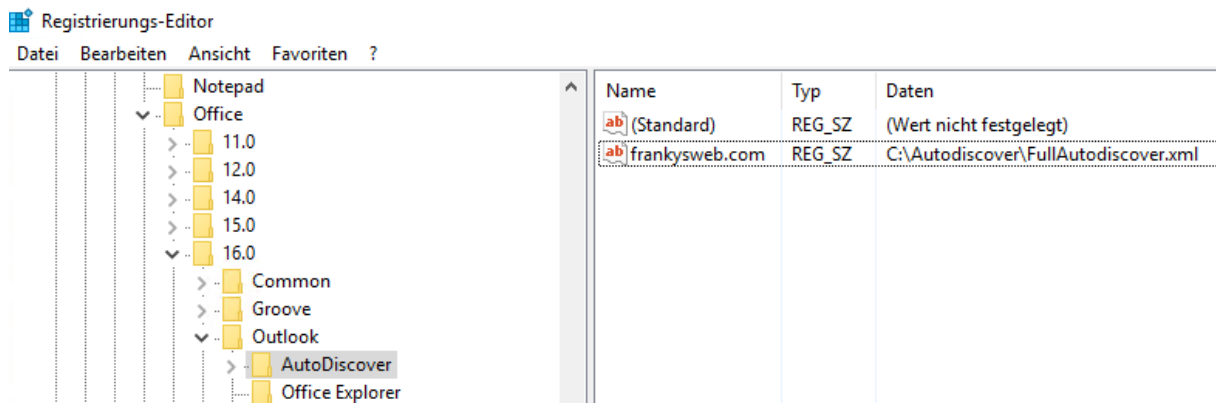 Registrierungs-Editor
Datei Bearbeiten Ansicht Favoriten ?
Notepad
Office
11.0
12.0
14.0
15.0
16.0
Common
Groove
Outlook
AutoDiscover
Office Explorer
Name Typ Daten
ab (Standard) REG_SZ (Wert nicht festgelegt)
ab frankysweb.com REG_SZ C:\Autodiscover\FullAutodiscover.xml